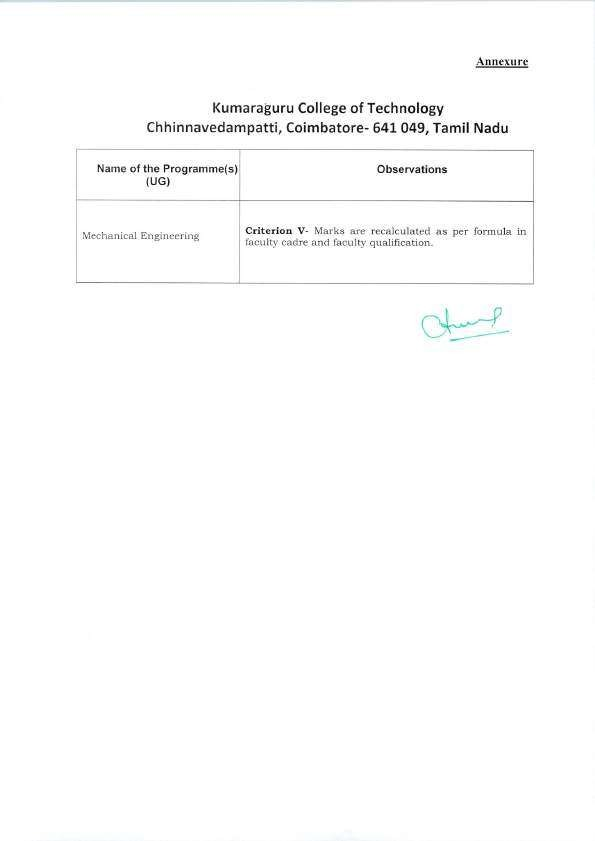 Annexure
Kumaraguru College of Technology
Chhinnavedampatti, Coimbatore- 641 049, Tamil Nadu
Name of the Programme(s)
(UG)
Observations
Mechanical Engineering
Criterion V- Marks are recalculated as per formula in
faculty cadre and faculty qualification.